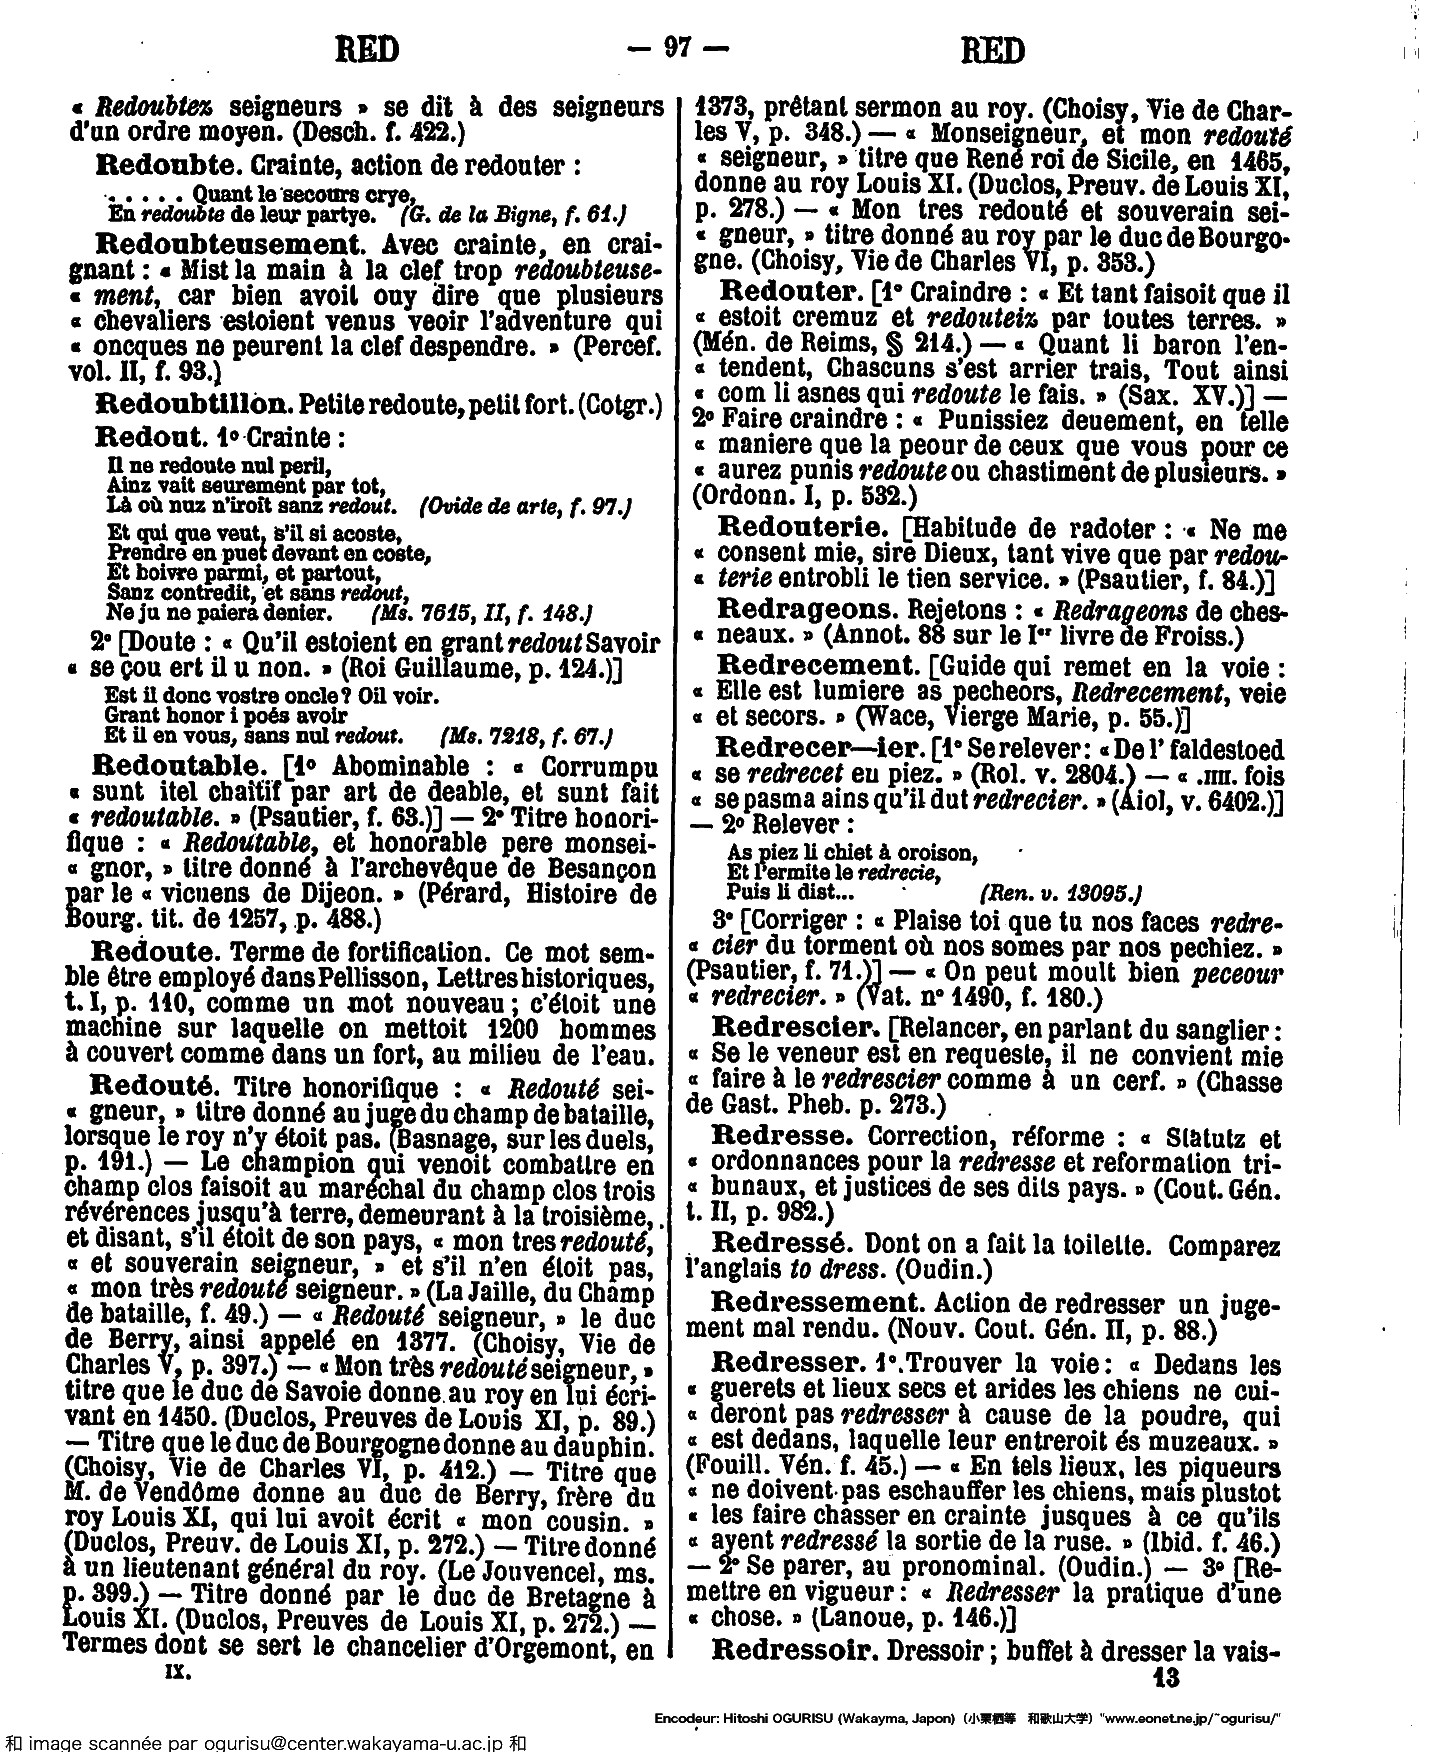 RED — 97 — RED
« Redoubtez seigneurs » se dit à des seigneurs
d'un ordre moyen. (Desch. f. 422.)
Redoubte. Crainte, action de redouter :
. . . . . Quant le secours crye,
En redoubte de leur partye. (G. de la Bigne, f. 61.)
Redoubteusement. Avec crainte, en crai-
gnant : « Mist la main à la clef trop redoubteuse-
« ment, car bien avoit ouy dire que plusieurs
« chevaliers estoient venus veoir l'adventure qui
« oncques ne peurent la clef despendre. » (Percef.
vol. II, f. 93.)
Redoubtillon. Petite redoute, petit fort. (Cotgr.)
Redout. 1º Crainte :
Il ne redoute nul peril,
Ainz vait seurement par tot,
Là où nuz n'iroit sanz redout. (Ovide de arte, f. 97.)
Et qui que veut, s'il si acoste,
Prendre en puet devant en coste,
Et boivre parmi, et partout,
Sanz contredit, et sans redout,
Ne ju ne paiera denier. (Ms. 7615, II, f. 148.)
2º [Doute : « Qu'il estoient en grant redout Savoir
« se çou ert il u non. » (Roi Guillaume, p. 124.)]
Est il donc vostre oncle? Oil voir.
Grant honor i poés avoir
Et il en vous, sans nul redout. (Ms. 7218, f. 67.)
Redoutable. [1º Abominable : « Corrumpu
« sunt itel chaitif par art de deable, et sunt fait
« redoutable. » (Psautier, f. 63.)] — 2º Titre honori-
fique : « Redoutable, et honorable pere monsei-
« gnor, » titre donné à l'archevêque de Besançon
par le « vicuens de Dijeon. » (Pérard, Histoire de
Bourg. tit. de 1257, p. 488.)
Redoute. Terme de fortification. Ce mot sem-
ble être employé dans Pellisson, Lettres historiques,
t. I, p. 110, comme un mot nouveau ; c'étoit une
machine sur laquelle on mettoit 1200 hommes
à couvert comme dans un fort, au milieu de l'eau.
Redouté. Titre honorifique : « Redouté sei-
« gneur, » titre donné au juge du champ de bataille,
lorsque le roy n'y étoit pas. (Basnage, sur les duels,
p. 191.) — Le champion qui venoit combattre en
champ clos faisoit au maréchal du champ clos trois
révérences jusqu'à terre, demeurant à la troisième,
et disant, s'il étoit de son pays, « mon tres redouté,
« et souverain seigneur, » et s'il n'en étoit pas,
« mon très redouté seigneur. » (La Jaille, du Champ
de bataille, f. 49.) — « Redouté seigneur, » le duc
de Berry, ainsi appelé en 1377. (Choisy, Vie de
Charles V, p. 397.) — « Mon très redouté seigneur, »
titre que le duc de Savoie donne au roy en lui écri-
vant en 1450. (Duclos, Preuves de Louis XI, p. 89.)
— Titre que le duc de Bourgogne donne au dauphin.
(Choisy, Vie de Charles VI, p. 412.) — Titre que
M. de Vendôme donne au duc de Berry, frère du
roy Louis XI, qui lui avoit écrit « mon cousin. »
(Duclos, Preuv. de Louis XI, p. 272.) — Titre donné
à un lieutenant général du roy. (Le Jouvencel, ms.
p. 399.) — Titre donné par le duc de Bretagne à
Louis XI. (Duclos, Preuves de Louis XI, p. 272.) —
Termes dont se sert le chancelier d'Orgemont, en
IX.
1373, prêtant sermon au roy. (Choisy, Vie de Char-
les V, p. 348.) — « Monseigneur, et mon redouté
« seigneur, » titre que René roi de Sicile, en 1465,
donne au roy Louis XI. (Duclos, Preuv. de Louis XI,
p. 278.) — « Mon tres redouté et souverain sei-
« gneur, » titre donné au roy par le duc de Bourgo-
gne. (Choisy, Vie de Charles VI, p. 353.)
Redouter. [1º Craindre : « Et tant faisoit que il
« estoit cremuz et redouteiz par toutes terres. »
(Mén. de Reims, § 214.) — « Quant li baron l'en-
« tendent, Chascuns s'est arrier trais, Tout ainsi
« com li asnes qui redoute le fais. » (Sax. XV.)] —
2º Faire craindre : « Punissiez deuement, en telle
« maniere que la peour de ceux que vous pour ce
« aurez punis redoute ou chastiment de plusieurs. »
(Ordonn. I, p. 532.)
Redouterie. [Habitude de radoter : « Ne me
« consent mie, sire Dieux, tant vive que par redou-
« terie entrobli le tien service. » (Psautier, f. 84.)]
Redrageons. Rejetons : « Redrageons de ches-
« neaux. » (Annot. 88 sur le Ier livre de Froiss.)
Redrecement. [Guide qui remet en la voie :
« Elle est lumiere as pecheors, Redrecement, veie
« et secors. » (Wace, Vierge Marie, p. 55.)]
Redrecer—ier. [1º Se relever : « De l' faldestoed
« se redrecet eu piez. » (Rol. v. 2804.) — « .IIII. fois
« se pasma ains qu'il dut redrecier. » (Aiol, v. 6402.)]
— 2º Relever :
As piez li chiet à oroison,
Et l'ermite le redrecie,
Puis li dist... (Ren. v. 13095.)
3º [Corriger : « Plaise toi que tu nos faces redre-
« cier du torment où nos somes par nos pechiez. »
(Psautier, f. 71.)] — « On peut moult bien peceour
« redrecier. » (Vat. nº 1490, f. 180.)
Redrescier. [Relancer, en parlant du sanglier :
« Se le veneur est en requeste, il ne convient mie
« faire à le redrescier comme à un cerf. » (Chasse
de Gast. Pheb. p. 273.)
Redresse. Correction, réforme : « Statutz et
« ordonnances pour la redresse et reformation tri-
« bunaux, et justices de ses dits pays. » (Cout. Gén.
t. II, p. 982.)
Redressé. Dont on a fait la toilette. Comparez
l'anglais to dress. (Oudin.)
Redressement. Action de redresser un juge-
ment mal rendu. (Nouv. Cout. Gén. II, p. 88.)
Redresser. 1º. Trouver la voie : « Dedans les
« guerets et lieux secs et arides les chiens ne cui-
« deront pas redresser à cause de la poudre, qui
« est dedans, laquelle leur entreroit és muzeaux. »
(Fouill. Vén. f. 45.) — « En tels lieux, les piqueurs
« ne doivent pas eschauffer les chiens, mais plustot
« les faire chasser en crainte jusques à ce qu'ils
« ayent redressé la sortie de la ruse. » (Ibid. f. 46.)
— 2º Se parer, au pronominal. (Oudin.) — 3º [Re-
mettre en vigueur : « Redresser la pratique d'une
« chose. » (Lanoue, p. 146.)]
Redressoir. Dressoir ; buffet à dresser la vais-
13
Encodeur: Hitoshi OGURISU (Wakayma, Japon) (小栗栖等 和歌山大学) "www.eonet.ne.jp/~ogurisu/"
和 image scannée par ogurisu@center.wakayama-u.ac.jp 和